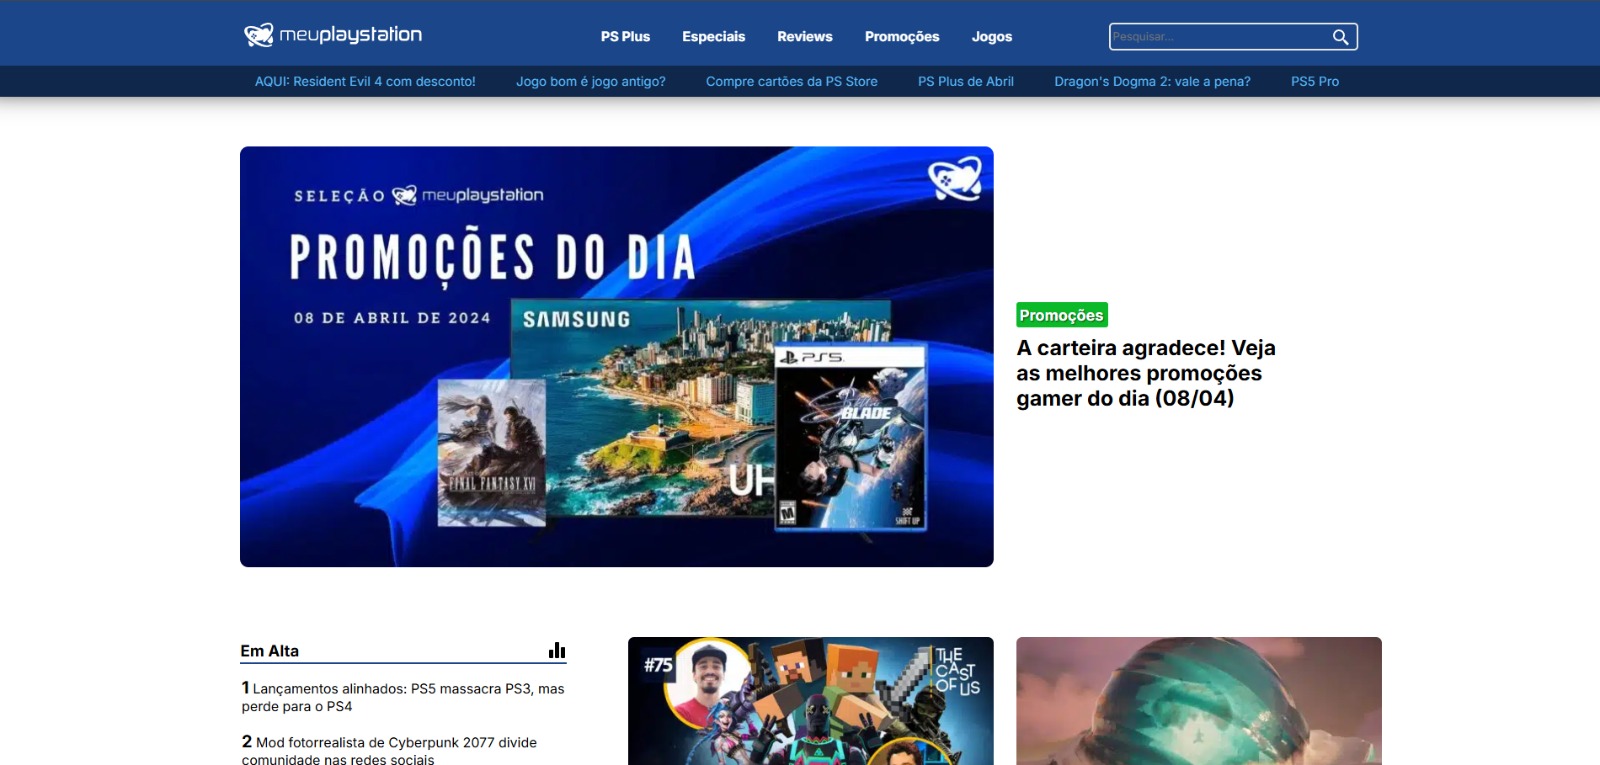 meuplaystation
PS Plus
Especiais
Reviews
Promoções
Jogos
Pesquisar...
AQUI: Resident Evil 4 com desconto!
Jogo bom é jogo antigo?
Compre cartões da PS Store
PS Plus de Abril
Dragon's Dogma 2: vale a pena?
PS5 Pro
SELEÇÃO meuplaystation
PROMOÇÕES DO DIA
08 DE ABRIL DE 2024
SAMSUNG
UH
PS5
BLADE
FINAL FANTASY XVI
M
SHIFT UP
Promoções
A carteira agradece! Veja
as melhores promoções
gamer do dia (08/04)
Em Alta
1 Lançamentos alinhados: PS5 massacra PS3, mas
perde para o PS4
2 Mod fotorrealista de Cyberpunk 2077 divide
comunidade nas redes sociais
#75
THE
CAST
OF US